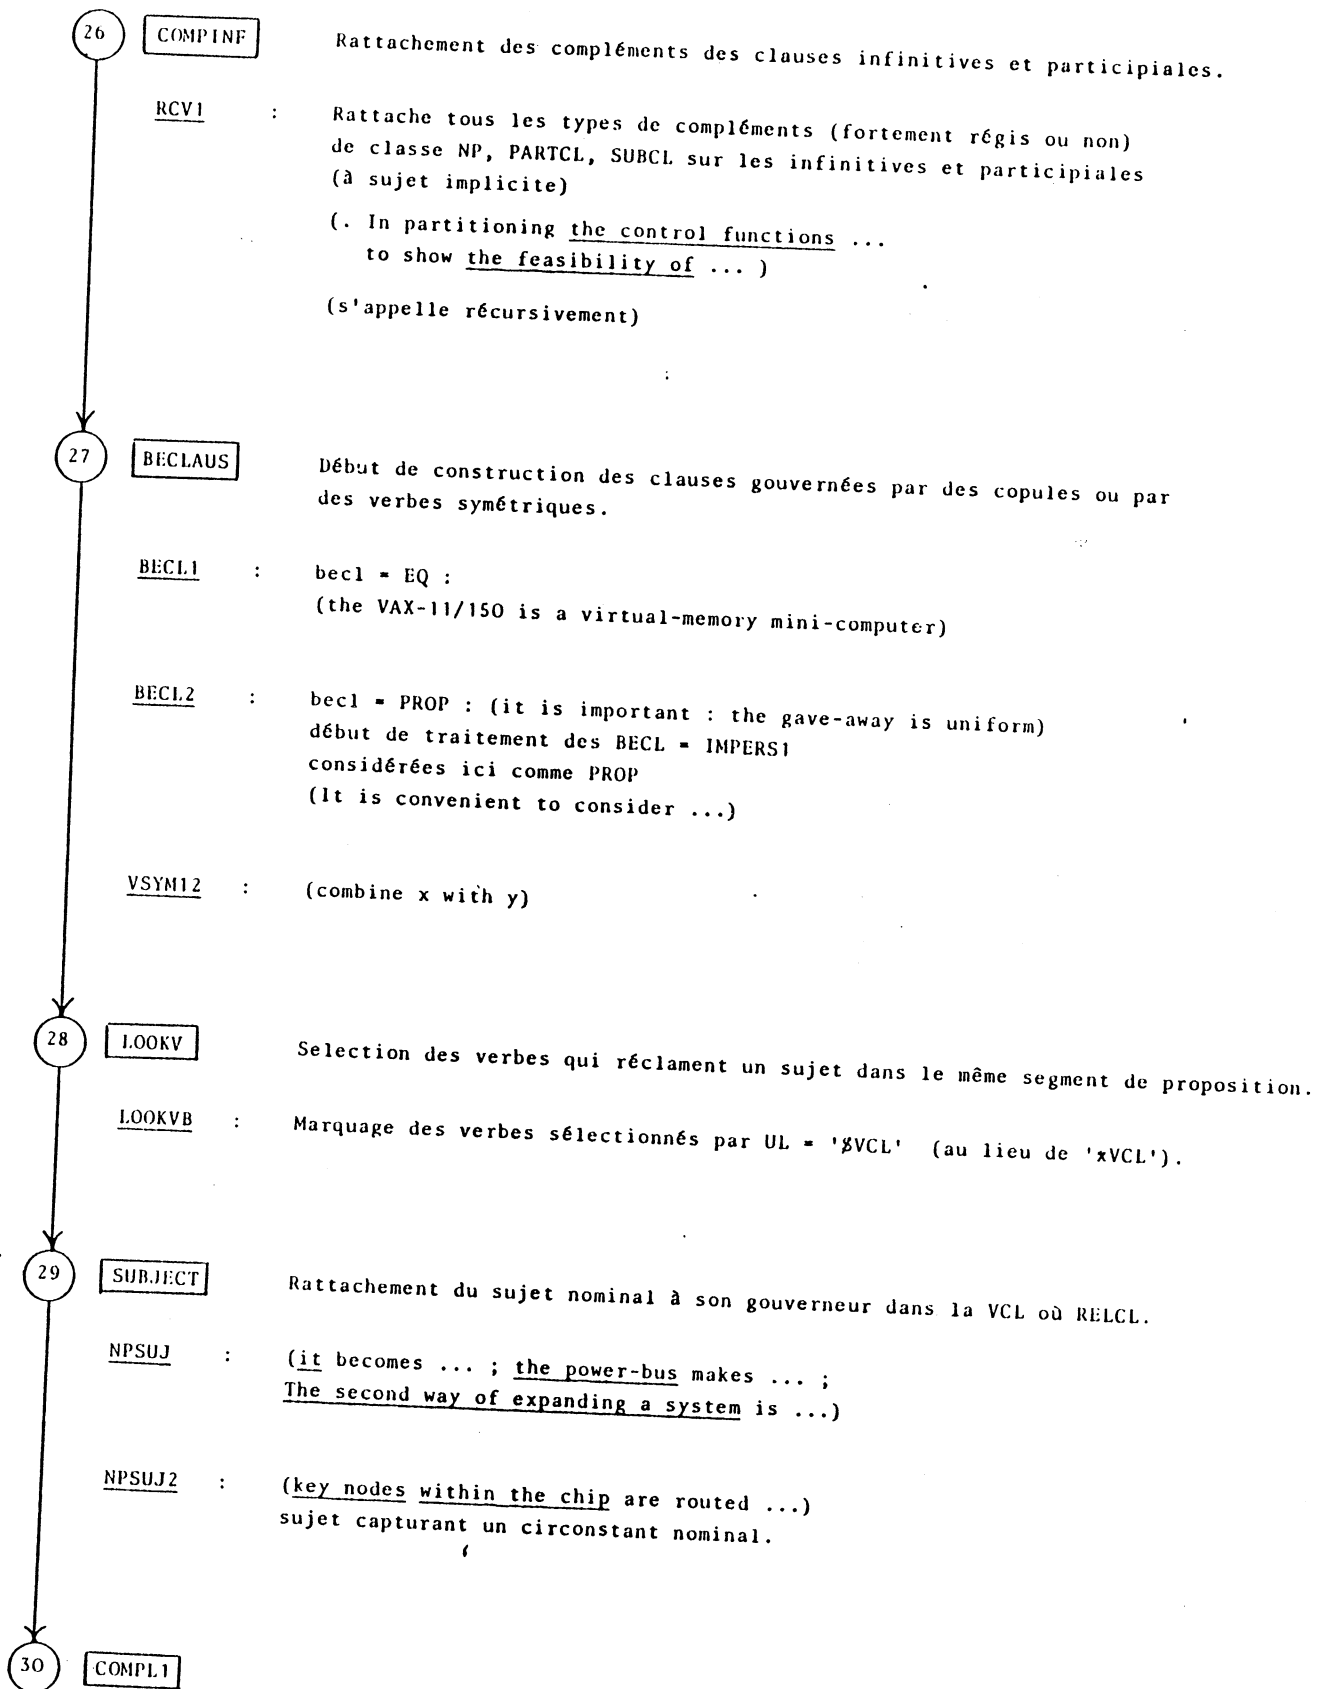 26 COMPINF Rattachement des compléments des clauses infinitives et participiales.
RCV1 : Rattache tous les types de compléments (fortement régis ou non)
de classe NP, PARTCL, SUBCL sur les infinitives et participiales
(à sujet implicite)
(. In partitioning the control functions ...
to show the feasibility of ... )
(s'appelle récursivement)
27 BECLAUS Début de construction des clauses gouvernées par des copules ou par
des verbes symétriques.
BECL1 : becl = EQ :
(the VAX-11/150 is a virtual-memory mini-computer)
BECL2 : becl = PROP : (it is important : the gave-away is uniform)
début de traitement des BECL = IMPERS1
considérées ici comme PROP
(It is convenient to consider ...)
VSYM12 : (combine x with y)
28 LOOKV Selection des verbes qui réclament un sujet dans le même segment de proposition.
LOOKVB : Marquage des verbes sélectionnés par UL = '$VCL' (au lieu de '*VCL').
29 SUBJECT Rattachement du sujet nominal à son gouverneur dans la VCL où RELCL.
NPSUJ : (it becomes ... ; the power-bus makes ... ;
The second way of expanding a system is ...)
NPSUJ2 : (key nodes within the chip are routed ...)
sujet capturant un circonstant nominal.
30 COMPL1